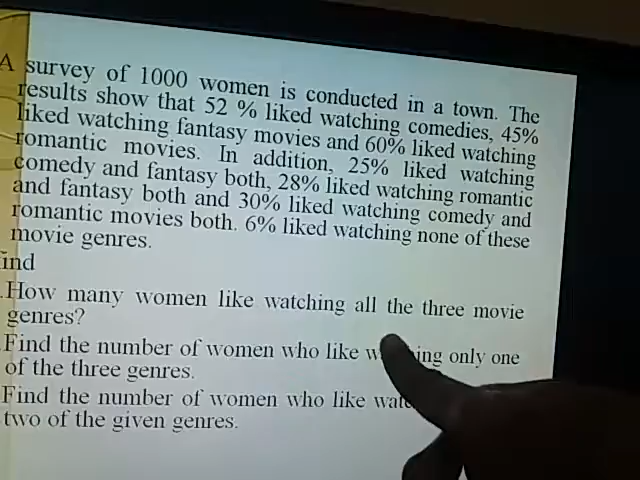 A survey of 1000 women is conducted in a town. The
results show that 52 % liked watching comedies, 45%
liked watching fantasy movies and 60% liked watching
romantic movies. In addition, 25% liked watching
comedy and fantasy both, 28% liked watching romantic
and fantasy both and 30% liked watching comedy and
romantic movies both. 6% liked watching none of these
movie genres.
ind
.How many women like watching all the three movie
genres?
Find the number of women who like w ing only one
of the three genres.
Find the number of women who like wat
two of the given genres.